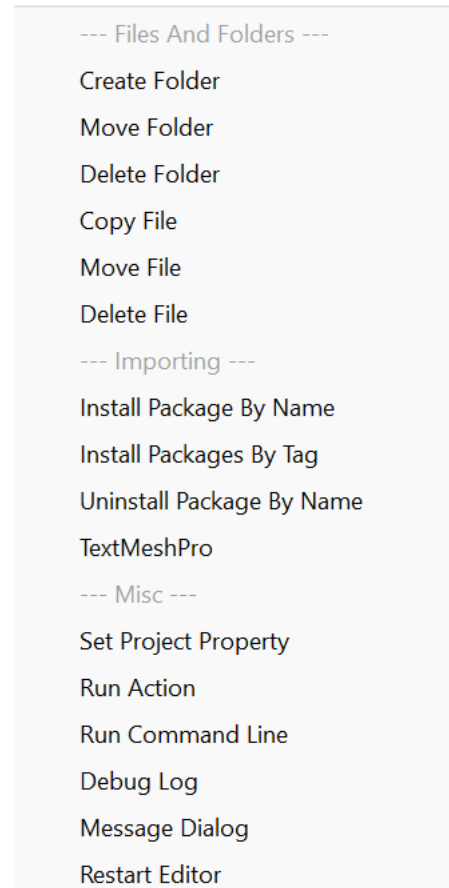 --- Files And Folders ---
Create Folder
Move Folder
Delete Folder
Copy File
Move File
Delete File
--- Importing ---
Install Package By Name
Install Packages By Tag
Uninstall Package By Name
TextMeshPro
--- Misc ---
Set Project Property
Run Action
Run Command Line
Debug Log
Message Dialog
Restart Editor